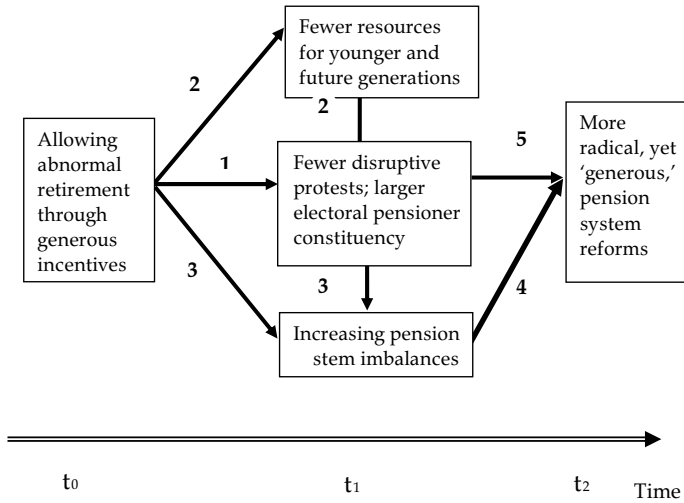 Fewer resources
for younger and
future generations
2
2
Allowing
abnormal
retirement
through
generous
incentives
1
Fewer disruptive
protests; larger
electoral pensioner
constituency
5
More
radical, yet
‘generous,’
pension
system
reforms
3
3
4
Increasing pension
stem imbalances
t0
t1
t2
Time